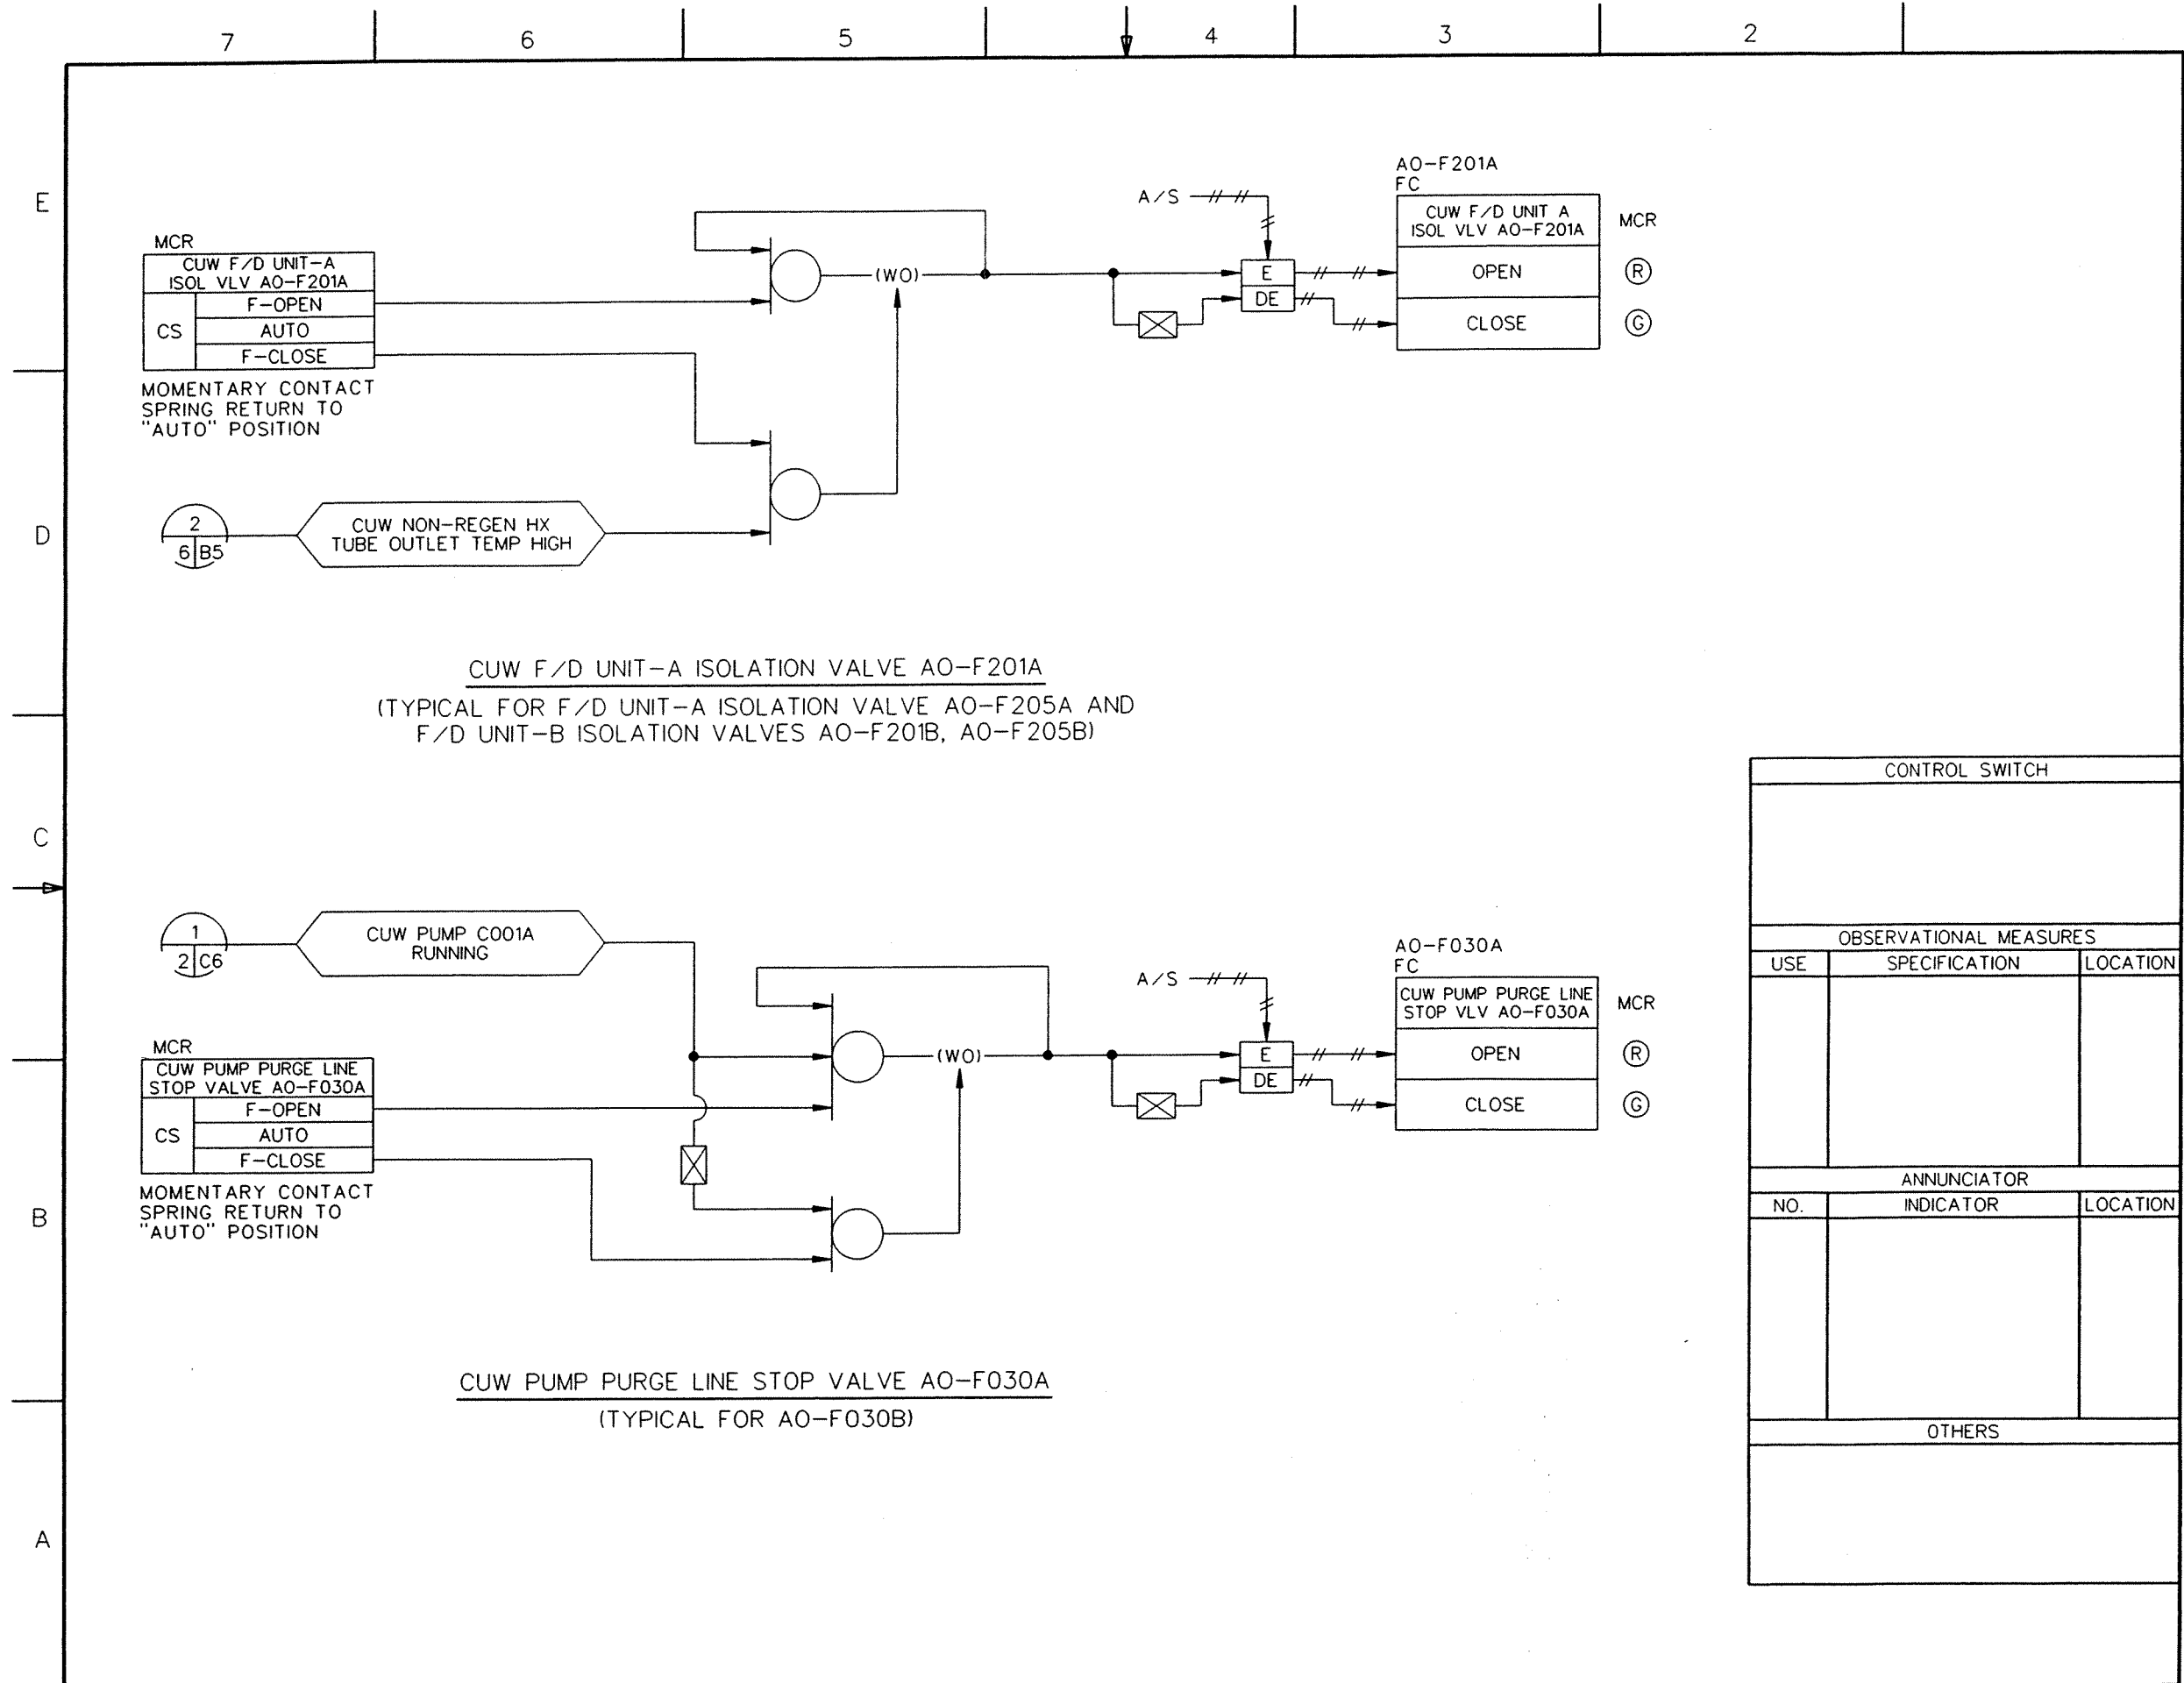 7 6 5 4 3 2
E
D
C
B
A
MCR
CUW F/D UNIT-A
ISOL VLV AO-F201A
CS
F-OPEN
AUTO
F-CLOSE
MOMENTARY CONTACT
SPRING RETURN TO
"AUTO" POSITION
2
6 B5
CUW NON-REGEN HX
TUBE OUTLET TEMP HIGH
(WO)
A/S
E
DE
AO-F201A
FC
CUW F/D UNIT A
ISOL VLV AO-F201A
OPEN
CLOSE
MCR
R
G
CUW F/D UNIT-A ISOLATION VALVE AO-F201A
(TYPICAL FOR F/D UNIT-A ISOLATION VALVE AO-F205A AND
F/D UNIT-B ISOLATION VALVES AO-F201B, AO-F205B)
1
2 C6
CUW PUMP C001A
RUNNING
MCR
CUW PUMP PURGE LINE
STOP VALVE AO-F030A
CS
F-OPEN
AUTO
F-CLOSE
MOMENTARY CONTACT
SPRING RETURN TO
"AUTO" POSITION
(WO)
A/S
E
DE
AO-F030A
FC
CUW PUMP PURGE LINE
STOP VLV AO-F030A
OPEN
CLOSE
MCR
R
G
CUW PUMP PURGE LINE STOP VALVE AO-F030A
(TYPICAL FOR AO-F030B)
CONTROL SWITCH
OBSERVATIONAL MEASURES
USE SPECIFICATION LOCATION
ANNUNCIATOR
NO. INDICATOR LOCATION
OTHERS